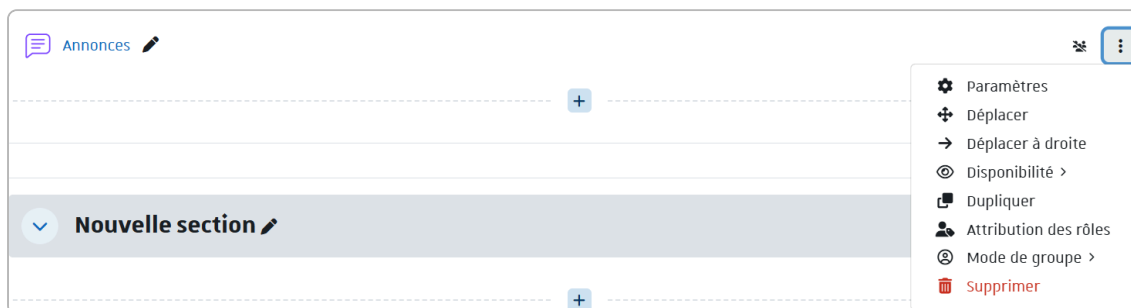 Annonces
Paramètres
Déplacer
Déplacer à droite
Disponibilité >
Dupliquer
Attribution des rôles
Mode de groupe >
Supprimer
Nouvelle section